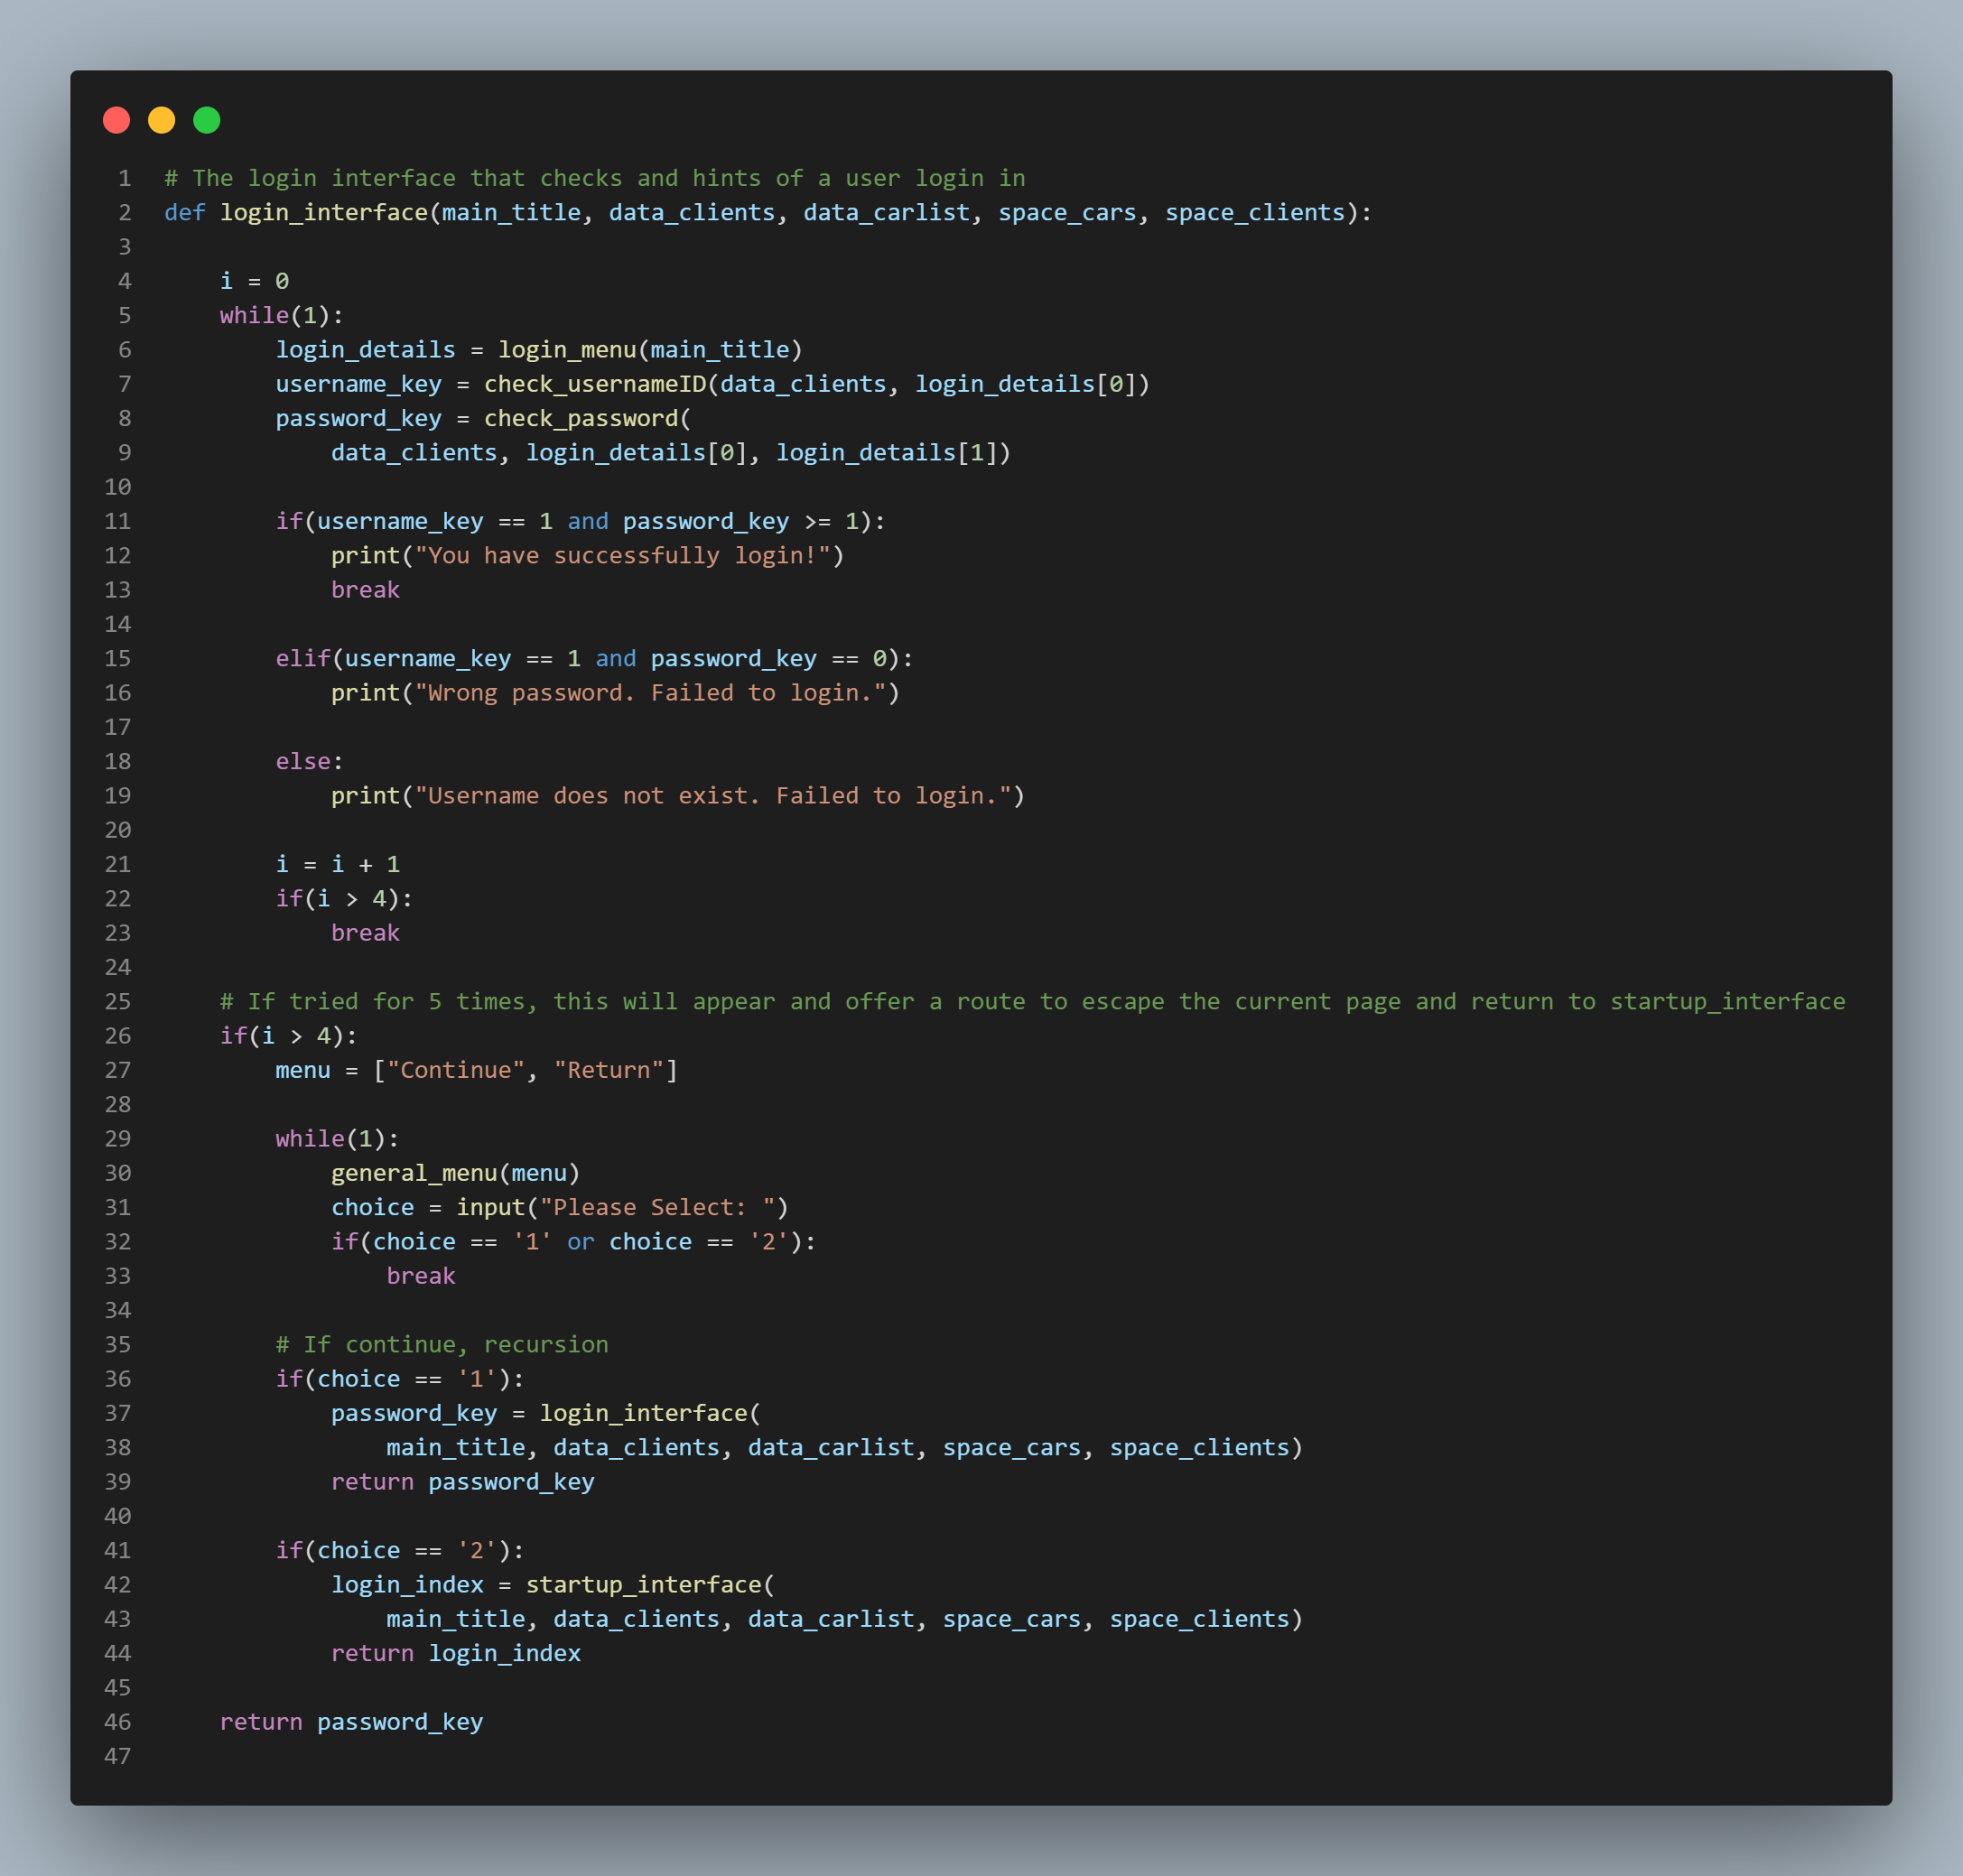 1 # The login interface that checks and hints of a user login in
2 def login_interface(main_title, data_clients, data_carlist, space_cars, space_clients):
3
4     i = 0
5     while(1):
6         login_details = login_menu(main_title)
7         username_key = check_usernameID(data_clients, login_details[0])
8         password_key = check_password(
9             data_clients, login_details[0], login_details[1])
10
11         if(username_key == 1 and password_key >= 1):
12             print("You have successfully login!")
13             break
14
15         elif(username_key == 1 and password_key == 0):
16             print("Wrong password. Failed to login.")
17
18         else:
19             print("Username does not exist. Failed to login.")
20
21         i = i + 1
22         if(i > 4):
23             break
24
25     # If tried for 5 times, this will appear and offer a route to escape the current page and return to startup_interface
26     if(i > 4):
27         menu = ["Continue", "Return"]
28
29         while(1):
30             general_menu(menu)
31             choice = input("Please Select: ")
32             if(choice == '1' or choice == '2'):
33                 break
34
35         # If continue, recursion
36         if(choice == '1'):
37             password_key = login_interface(
38                 main_title, data_clients, data_carlist, space_cars, space_clients)
39             return password_key
40
41         if(choice == '2'):
42             login_index = startup_interface(
43                 main_title, data_clients, data_carlist, space_cars, space_clients)
44             return login_index
45
46     return password_key
47